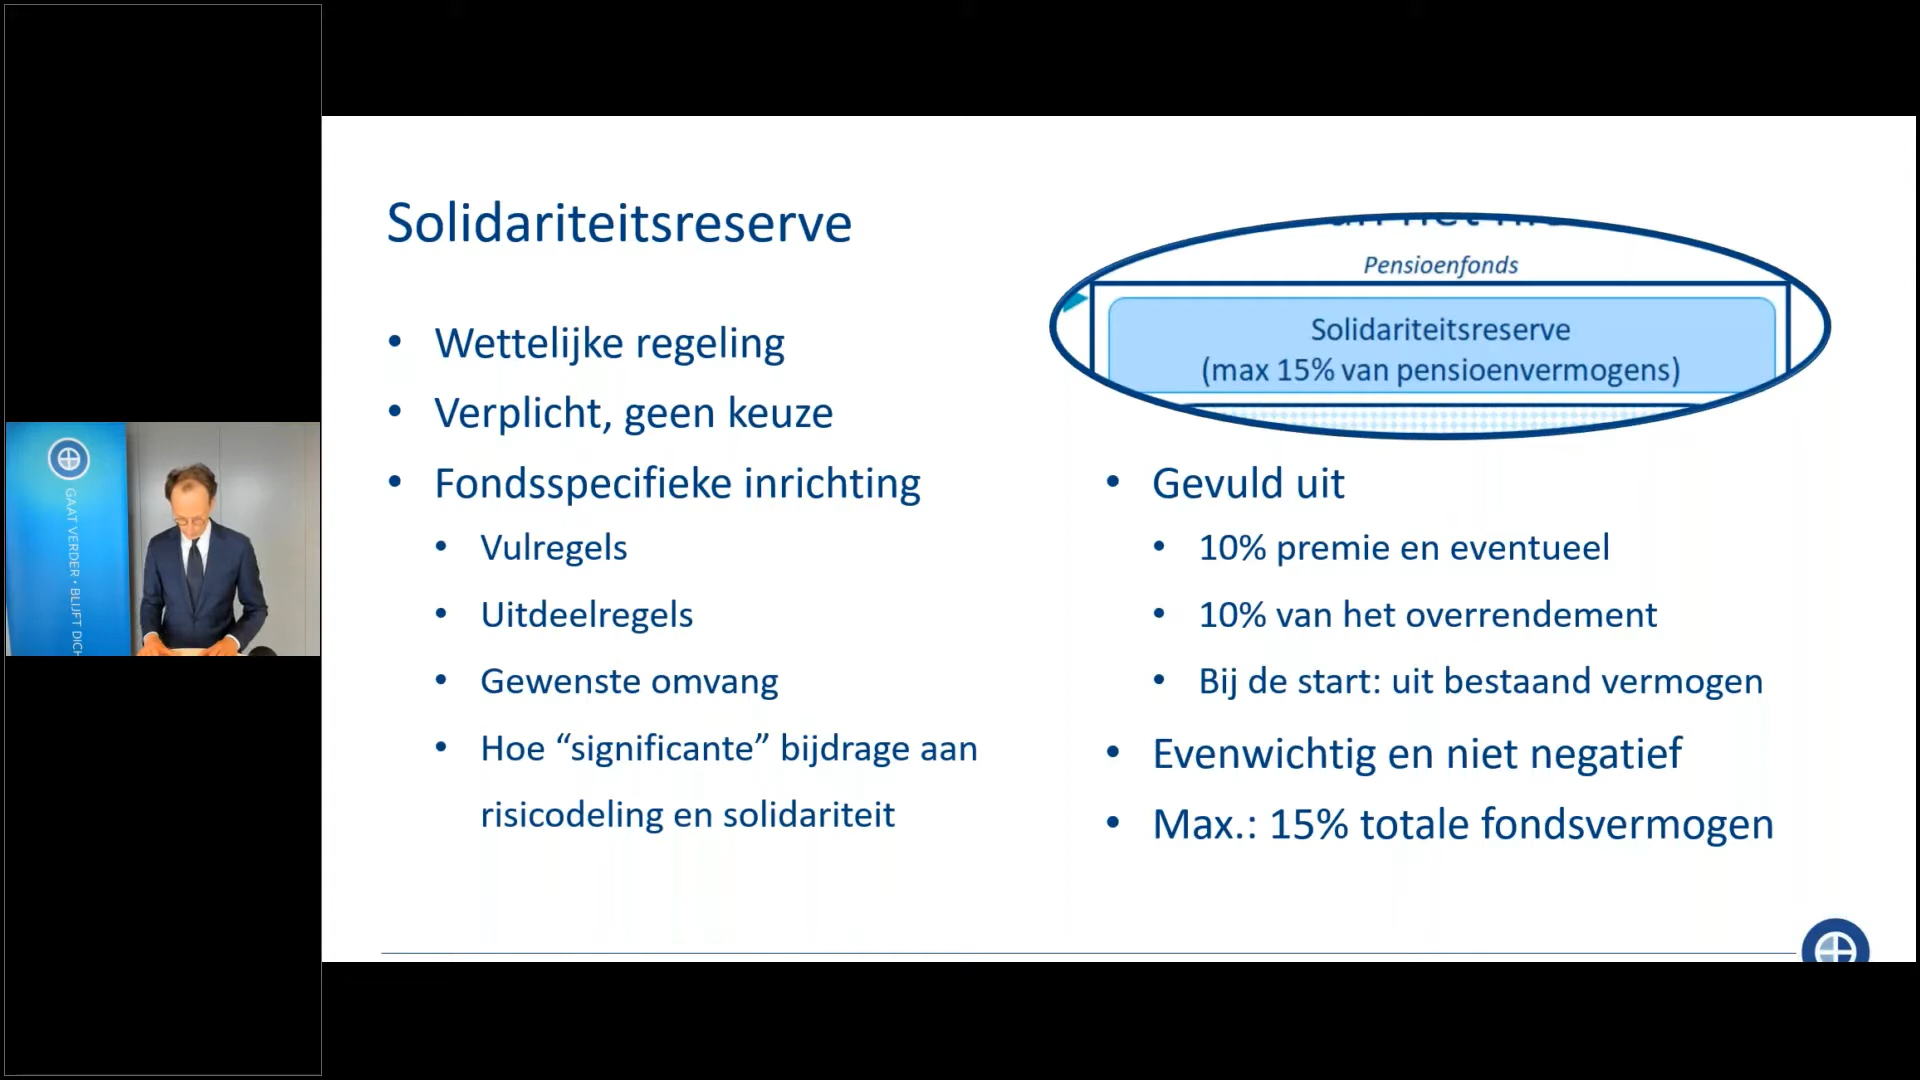 Solidariteitsreserve
• Wettelijke regeling
• Verplicht, geen keuze
• Fondsspecifieke inrichting
• Vulregels
• Uitdeelregels
• Gewenste omvang
• Hoe “significante” bijdrage aan
risicodeling en solidariteit
Pensioenfonds
Solidariteitsreserve
(max 15% van pensioenvermogens)
• Gevuld uit
• 10% premie en eventueel
• 10% van het overrendement
• Bij de start: uit bestaand vermogen
• Evenwichtig en niet negatief
• Max.: 15% totale fondsvermogen
GAAT VERDER • BLIJFT DICH